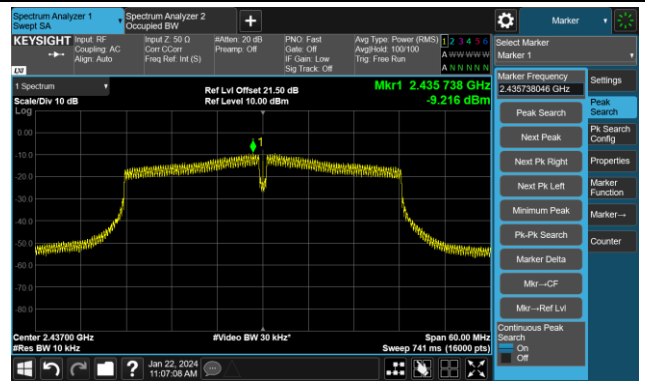 Spectrum Analyzer 1
Swept SA
Spectrum Analyzer 2
Occupied BW
Marker
KEYSIGHT
Input: RF
Coupling: AC
Align: Auto
Input Z: 50 Ω
Corr CCorr
Freq Ref: Int (S)
#Atten: 20 dB
Preamp: Off
PNO: Fast
Gate: Off
IF Gain: Low
Sig Track: Off
Avg Type: Power (RMS)
Avg|Hold: 100/100
Trig: Free Run
1 2 3 4 5 6
A W W W W W
A N N N N N
LXI
Select Marker
Marker 1
1 Spectrum
Scale/Div 10 dB
Log
Ref Lvl Offset 21.50 dB
Ref Level 10.00 dBm
Mkr1 2.435 738 GHz
-9.216 dBm
0.00
-10.0
-20.0
-30.0
-40.0
-50.0
-60.0
-70.0
-80.0
1
Center 2.43700 GHz
#Res BW 10 kHz
#Video BW 30 kHz*
Span 60.00 MHz
Sweep 741 ms (16000 pts)
Marker Frequency
2.435738046 GHz
Peak Search
Next Peak
Next Pk Right
Next Pk Left
Minimum Peak
Pk-Pk Search
Marker Delta
Mkr→CF
Mkr→Ref Lvl
Continuous Peak
Search
On
Off
Settings
Peak
Search
Pk Search
Config
Properties
Marker
Function
Marker→
Counter
?
Jan 22, 2024
11:07:08 AM